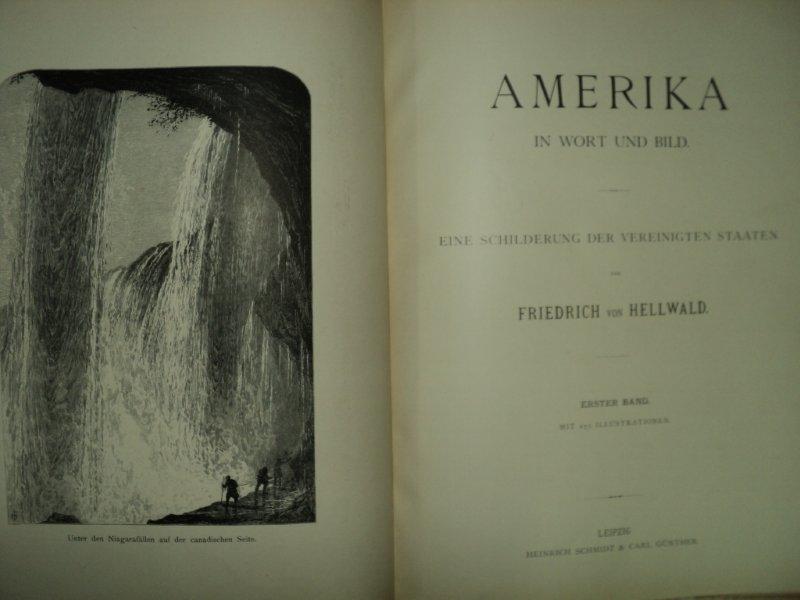 Unter den Niagarafällen auf der canadischen Seite.
AMERIKA
IN WORT UND BILD.
EINE SCHILDERUNG DER VEREINIGTEN STAATEN
FRIEDRICH VON HELLWALD.
ERSTER BAND.
MIT ILLUSTRATIONEN.
LEIPZIG
HEINRICH SCHMIDT & CARL GÜNTHER.